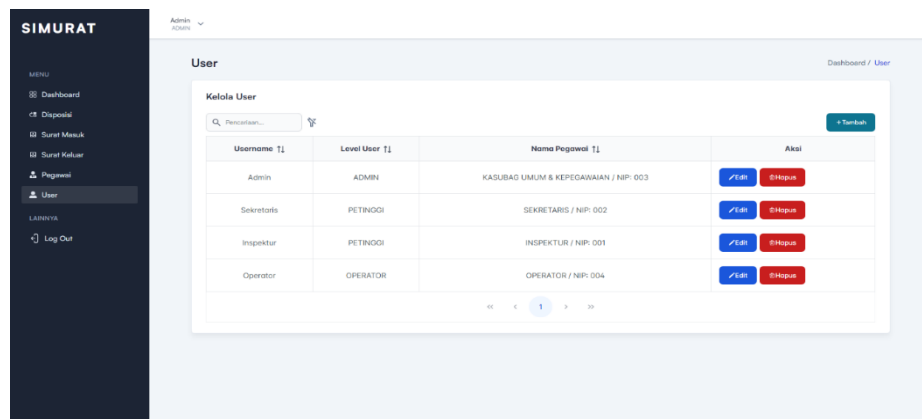 SIMURAT
Admin
ADMIN
MENU
Dashboard
Disposisi
Surat Masuk
Surat Keluar
Pegawai
User
LAINNYA
Log Out
User
Dashboard / User
Kelola User
Pencarian...
+ Tambah
Username Level User Nama Pegawai Aksi
Admin ADMIN KASUBAG UMUM & KEPEGAWAIAN / NIP: 003 Edit Hapus
Sekretaris PETINGGI SEKRETARIS / NIP: 002 Edit Hapus
Inspektur PETINGGI INSPEKTUR / NIP: 001 Edit Hapus
Operator OPERATOR OPERATOR / NIP: 004 Edit Hapus
<< < 1 > >>